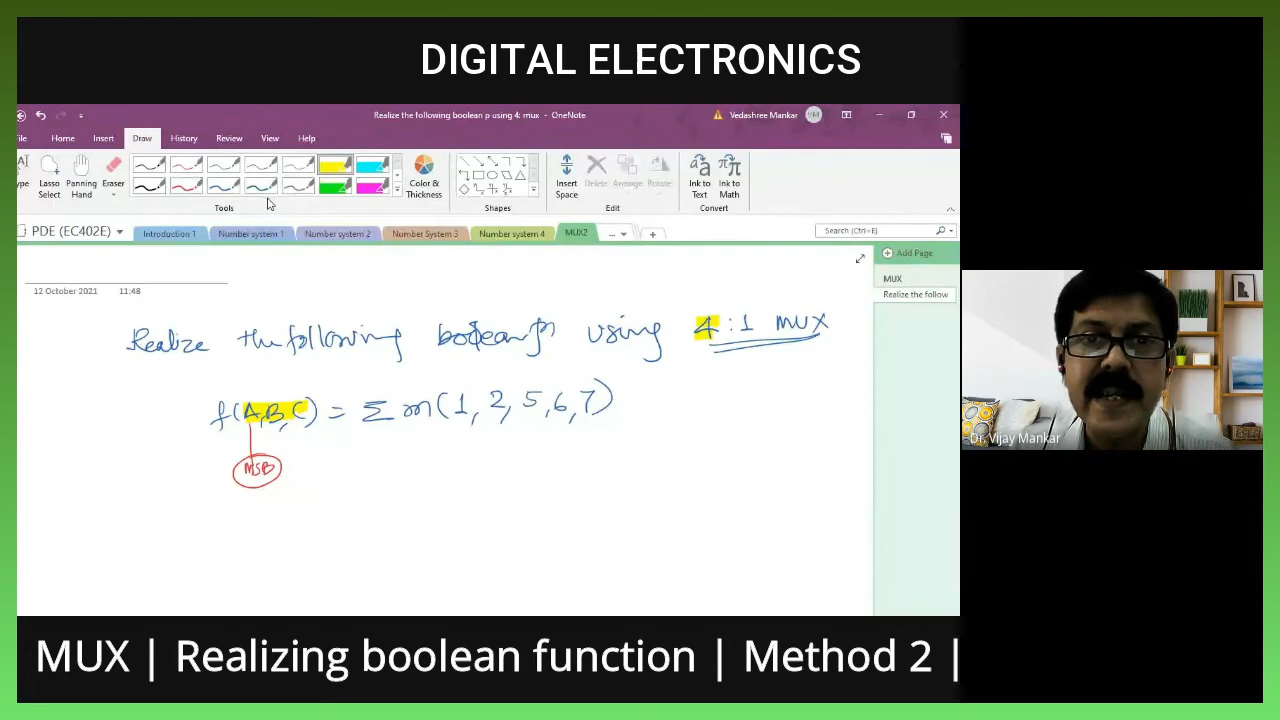 DIGITAL ELECTRONICS
Realize the following boolean p using 4: mux - OneNote
Vedashree Mankar VM
File Home Insert Draw History Review View Help
Type Lasso Select Panning Hand Eraser
Color & Thickness
Insert Space Delete Arrange Rotate
Ink to Text Ink to Math
Tools Shapes Edit Convert
PDE (EC402E) Introduction 1 Number system 1 Number system 2 Number System 3 Number system 4 MUX2 ... + Search (Ctrl+E)
+ Add Page
MUX
Realize the follow
12 October 2021 11:48
Realize the following boolean using 4 : 1 MUX
f(A,B,C) = Σ m(1, 2, 5, 6, 7)
MSB
Dr. Vijay Mankar
MUX | Realizing boolean function | Method 2 |